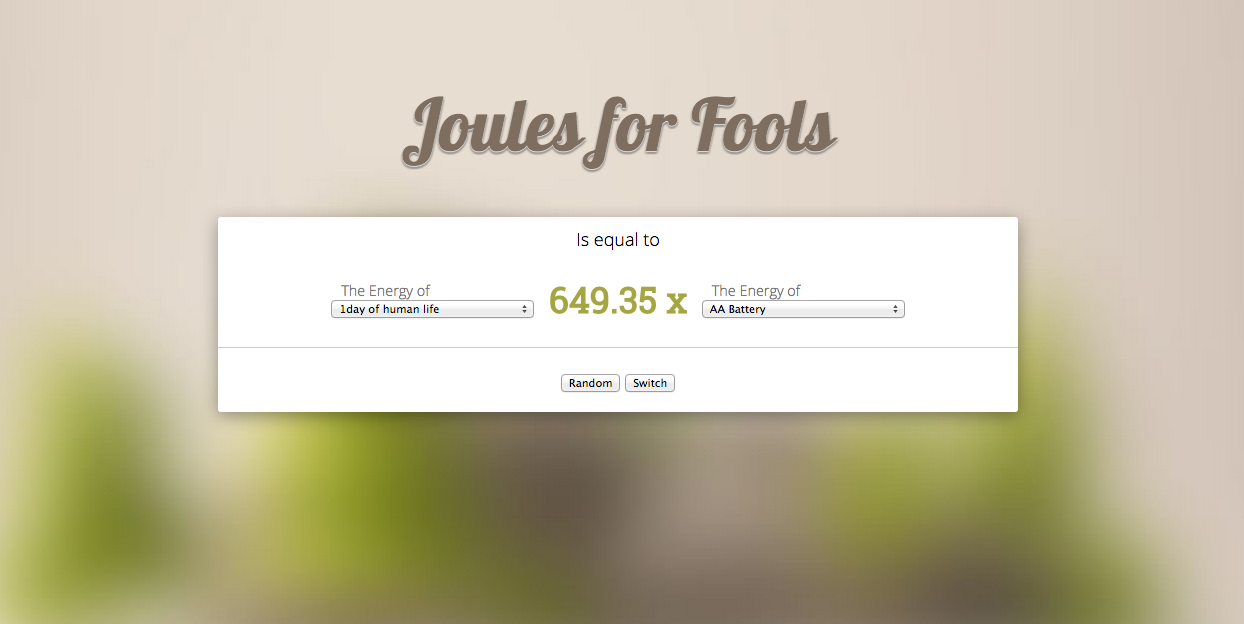 Joules for Fools
Is equal to
The Energy of
1day of human life
649.35 x
The Energy of
AA Battery
Random
Switch